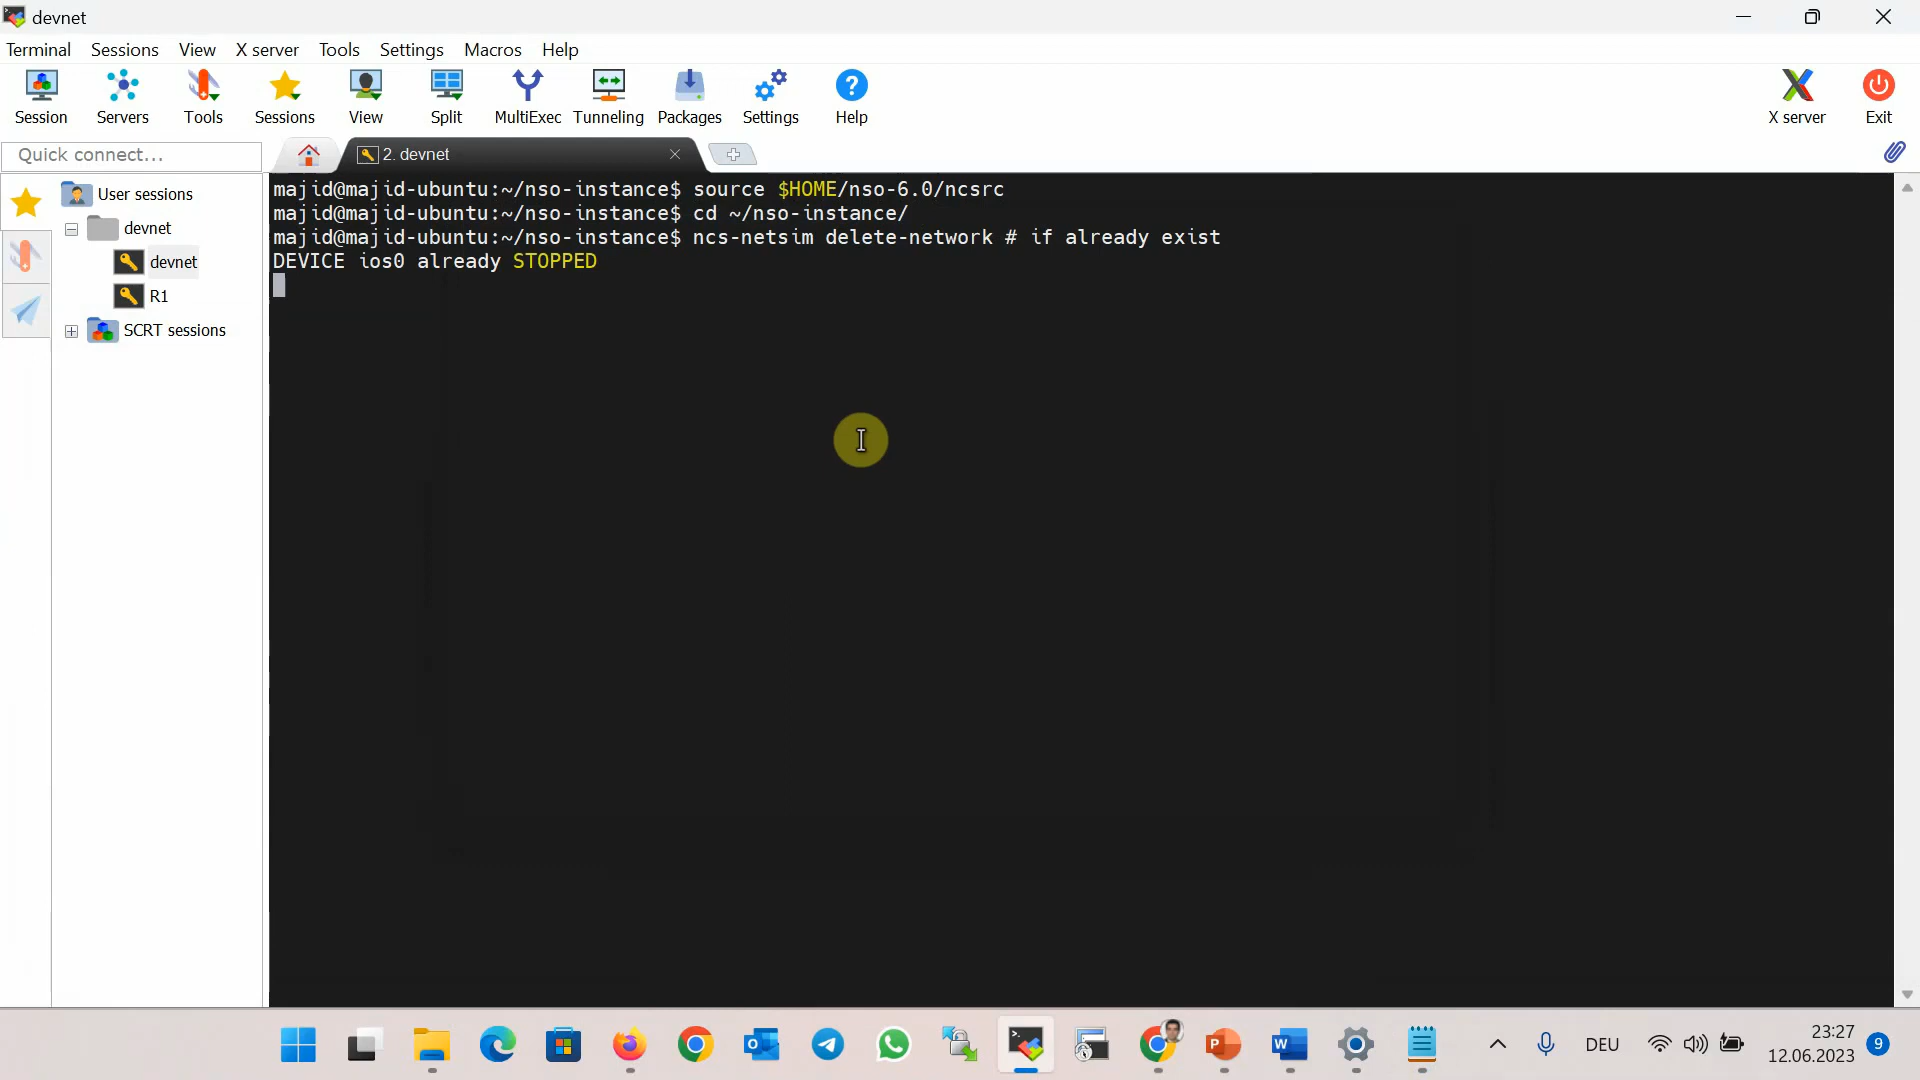 devnet
Terminal Sessions View X server Tools Settings Macros Help
Session Servers Tools Sessions View Split MultiExec Tunneling Packages Settings Help X server Exit
Quick connect... 2. devnet
User sessions
devnet
devnet
R1
SCRT sessions
majid@majid-ubuntu:~/nso-instance$ source $HOME/nso-6.0/ncsrc
majid@majid-ubuntu:~/nso-instance$ cd ~/nso-instance/
majid@majid-ubuntu:~/nso-instance$ ncs-netsim delete-network # if already exist
DEVICE ios0 already STOPPED
DEU 23:27 9
12.06.2023